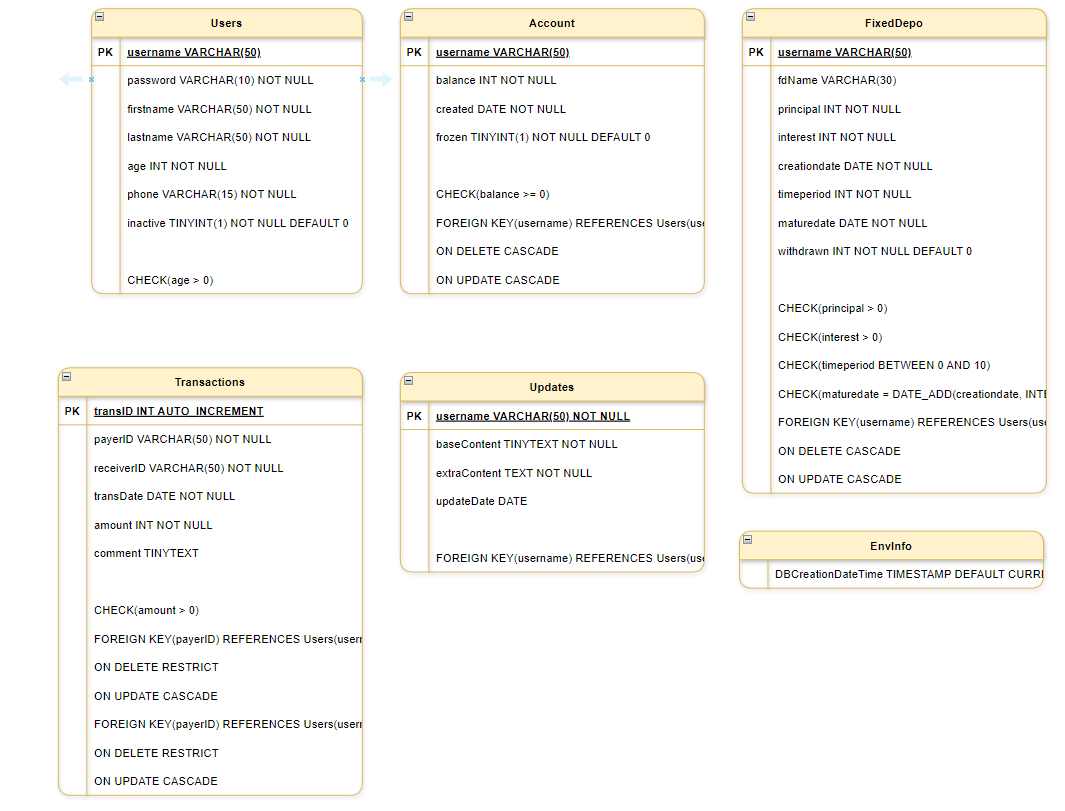 Users
PK username VARCHAR(50)
password VARCHAR(10) NOT NULL
firstname VARCHAR(50) NOT NULL
lastname VARCHAR(50) NOT NULL
age INT NOT NULL
phone VARCHAR(15) NOT NULL
inactive TINYINT(1) NOT NULL DEFAULT 0
CHECK(age > 0)
Account
PK username VARCHAR(50)
balance INT NOT NULL
created DATE NOT NULL
frozen TINYINT(1) NOT NULL DEFAULT 0
CHECK(balance >= 0)
FOREIGN KEY(username) REFERENCES Users(use
ON DELETE CASCADE
ON UPDATE CASCADE
FixedDepo
PK username VARCHAR(50)
fdName VARCHAR(30)
principal INT NOT NULL
interest INT NOT NULL
creationdate DATE NOT NULL
timeperiod INT NOT NULL
maturedate DATE NOT NULL
withdrawn INT NOT NULL DEFAULT 0
CHECK(principal > 0)
CHECK(interest > 0)
CHECK(timeperiod BETWEEN 0 AND 10)
CHECK(maturedate = DATE_ADD(creationdate, INTE
FOREIGN KEY(username) REFERENCES Users(use
ON DELETE CASCADE
ON UPDATE CASCADE
Transactions
PK transID INT AUTO_INCREMENT
payerID VARCHAR(50) NOT NULL
receiverID VARCHAR(50) NOT NULL
transDate DATE NOT NULL
amount INT NOT NULL
comment TINYTEXT
CHECK(amount > 0)
FOREIGN KEY(payerID) REFERENCES Users(usern
ON DELETE RESTRICT
ON UPDATE CASCADE
FOREIGN KEY(payerID) REFERENCES Users(usern
ON DELETE RESTRICT
ON UPDATE CASCADE
Updates
PK username VARCHAR(50) NOT NULL
baseContent TINYTEXT NOT NULL
extraContent TEXT NOT NULL
updateDate DATE
FOREIGN KEY(username) REFERENCES Users(use
EnvInfo
DBCreationDateTime TIMESTAMP DEFAULT CURRE